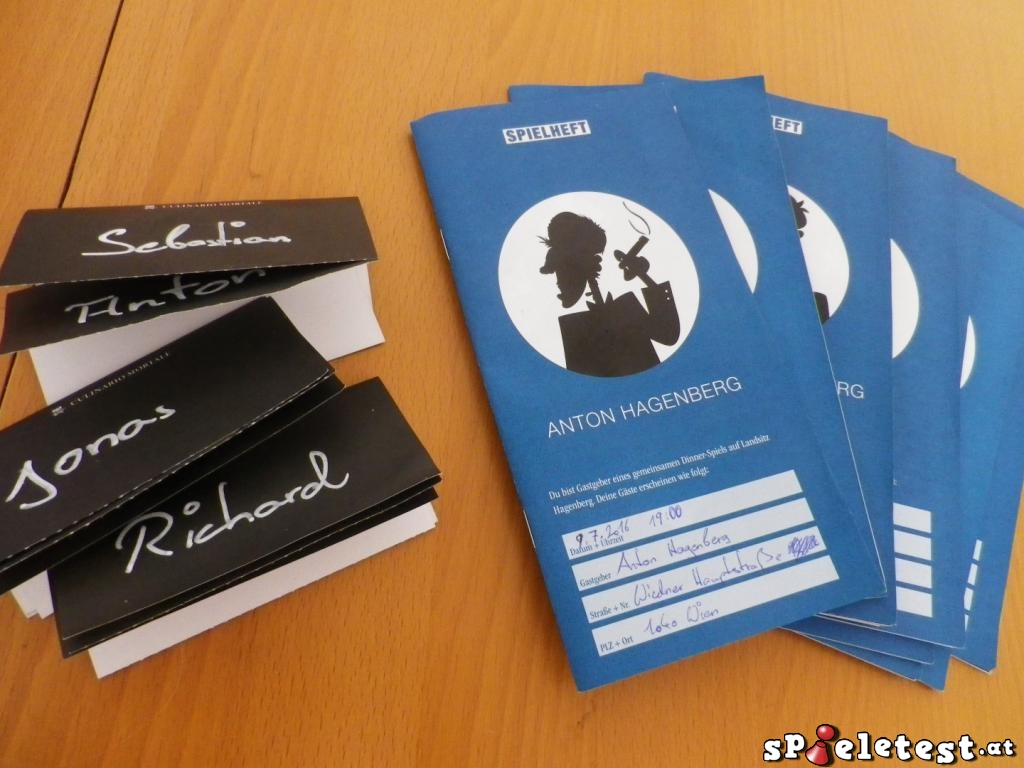 CULINARIO MORTALE
Sebastian
Anton
CULINARIO MORTALE
Jonas
Richard
SPIELHEFT
EFT
ANTON HAGENBERG
RG
Du bist Gastgeber eines gemeinsamen Dinner-Spiels auf Landsitz
Hagenberg. Deine Gäste erscheinen wie folgt:
9.7.2016 19:00
Datum + Uhrzeit
Gastgeber Anton Hagenberg
Straße + Nr. Wiedner Hauptstraße
PLZ + Ort 1040 Wien
spieletest.at